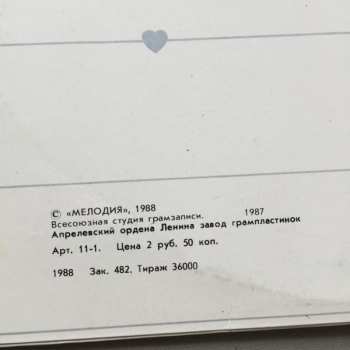 © «МЕЛОДИЯ», 1988
Всесоюзная студия грамзаписи. 1987
Апрелевский ордена Ленина завод грампластинок
Арт. 11-1. Цена 2 руб. 50 коп.
1988 Зак. 482. Тираж 36000